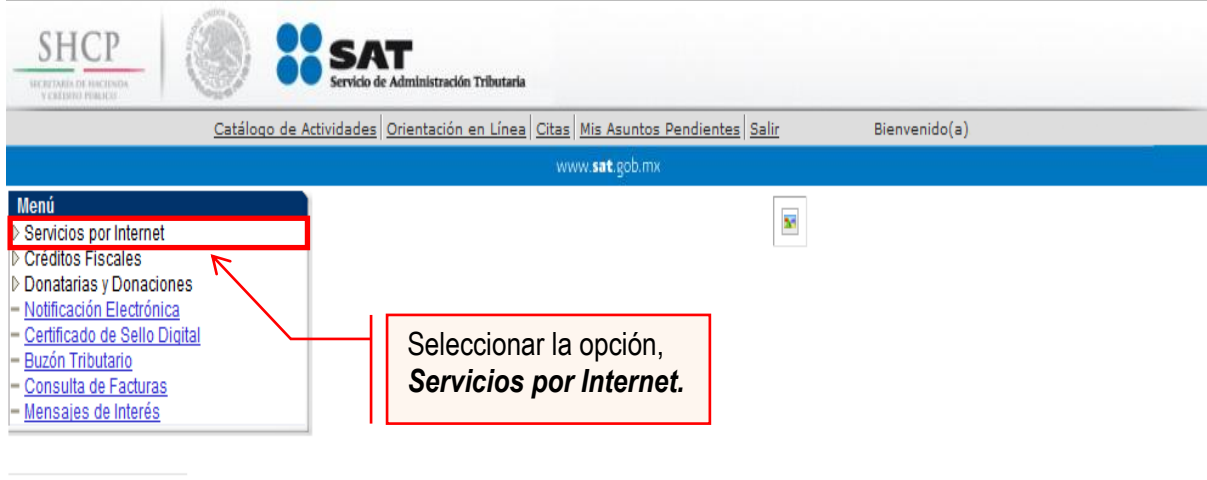 SHCP
SECRETARÍA DE HACIENDA
Y CRÉDITO PÚBLICO
SAT
Servicio de Administración Tributaria
Catálogo de Actividades Orientación en Línea Citas Mis Asuntos Pendientes Salir Bienvenido(a)
www.sat.gob.mx
Menú
Servicios por Internet
Créditos Fiscales
Donatarias y Donaciones
Notificación Electrónica
Certificado de Sello Digital
Buzón Tributario
Consulta de Facturas
Mensajes de Interés
Seleccionar la opción,
Servicios por Internet.